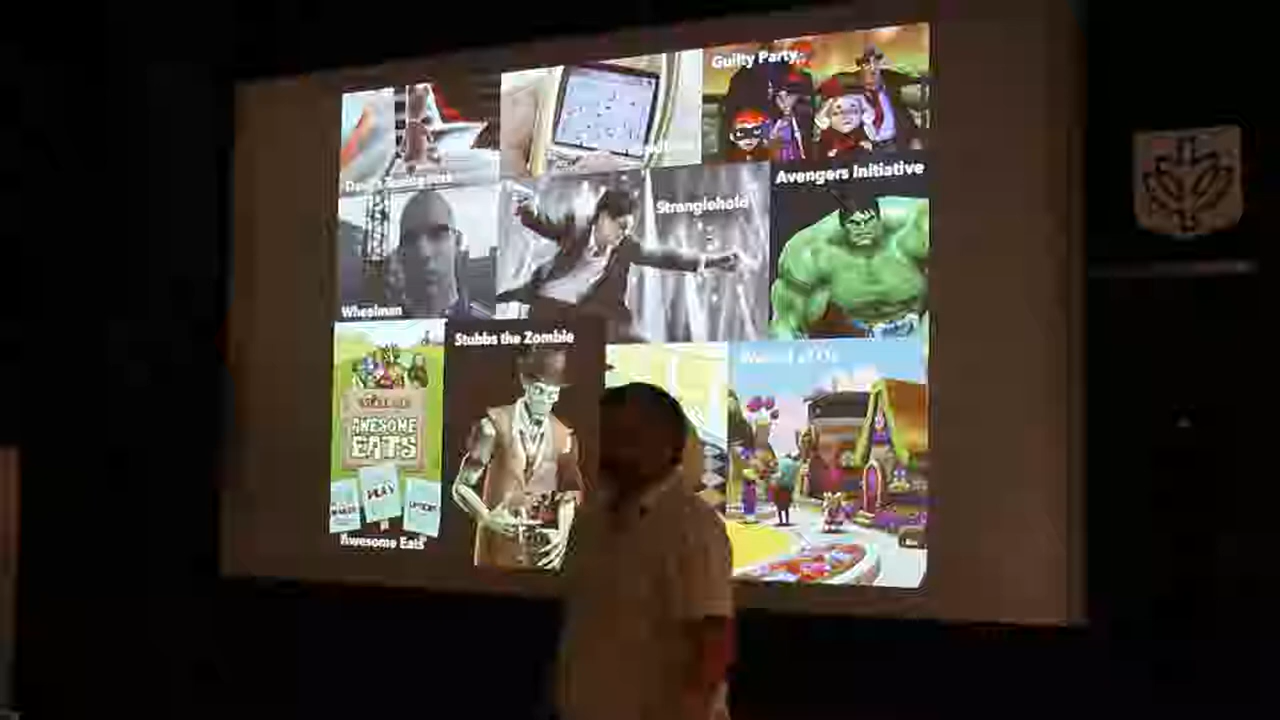 Guilty Party
Avengers Initiative
Stranglehold
Wheelman
Stubbs the Zombie
AWESOME
EATS
PLAY
Awesome Eats